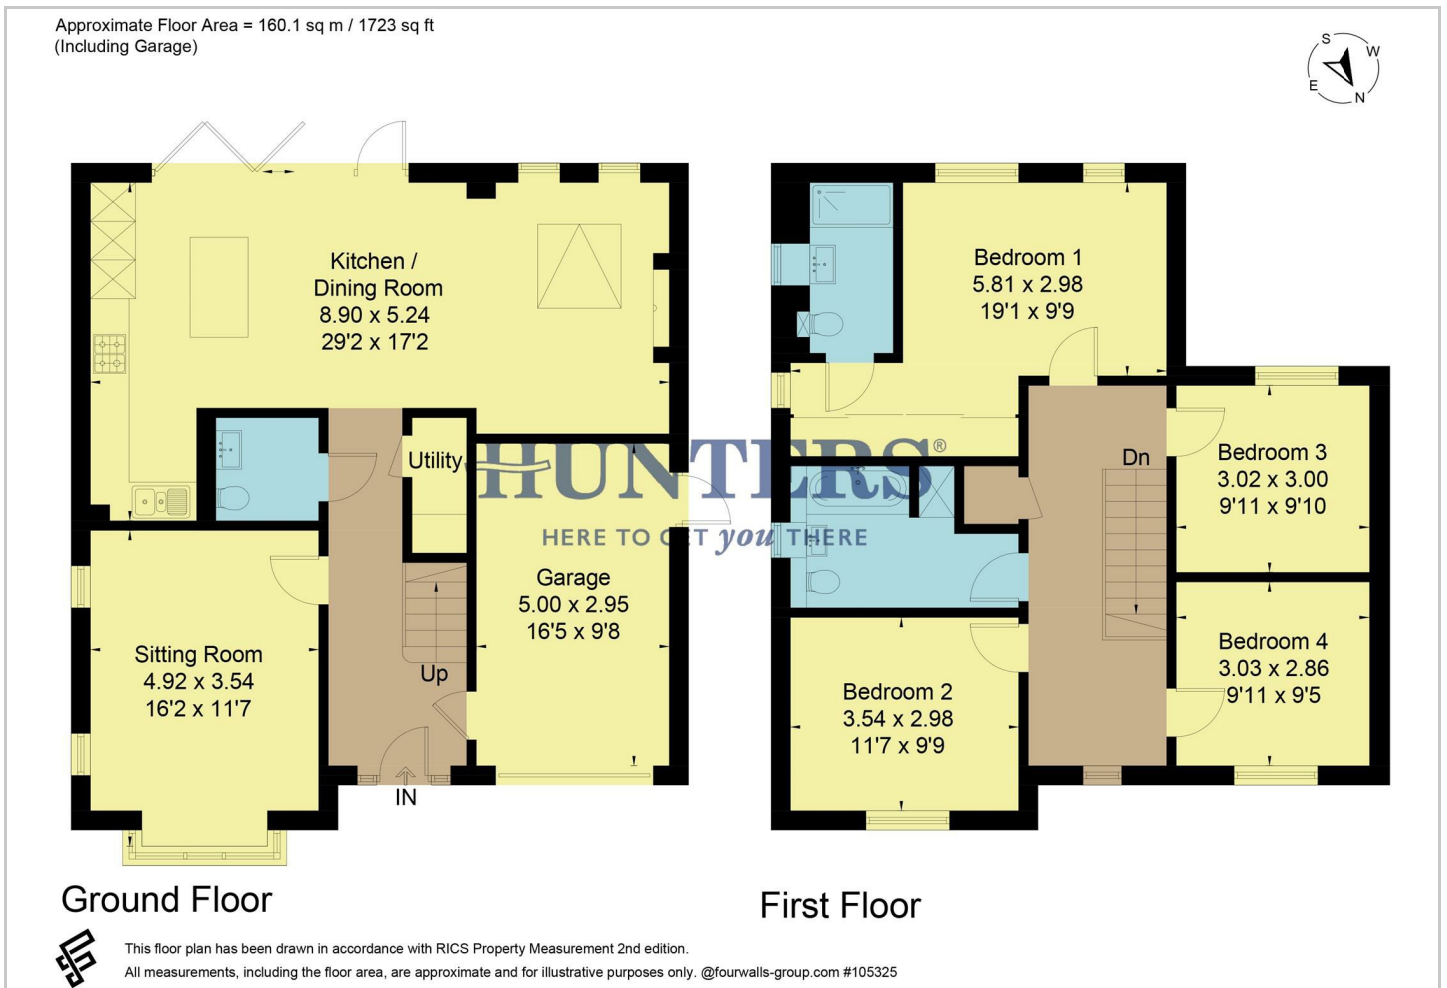 Approximate Floor Area = 160.1 sq m / 1723 sq ft
(Including Garage)
S
W
E
N
Kitchen /
Dining Room
8.90 x 5.24
29'2 x 17'2
Utility
Garage
5.00 x 2.95
16'5 x 9'8
Sitting Room
4.92 x 3.54
16'2 x 11'7
Up
IN
Ground Floor
Bedroom 1
5.81 x 2.98
19'1 x 9'9
Dn
Bedroom 3
3.02 x 3.00
9'11 x 9'10
Bedroom 4
3.03 x 2.86
9'11 x 9'5
Bedroom 2
3.54 x 2.98
11'7 x 9'9
First Floor
HUNTERS®
HERE TO GET you THERE
This floor plan has been drawn in accordance with RICS Property Measurement 2nd edition.
All measurements, including the floor area, are approximate and for illustrative purposes only. @fourwalls-group.com #105325